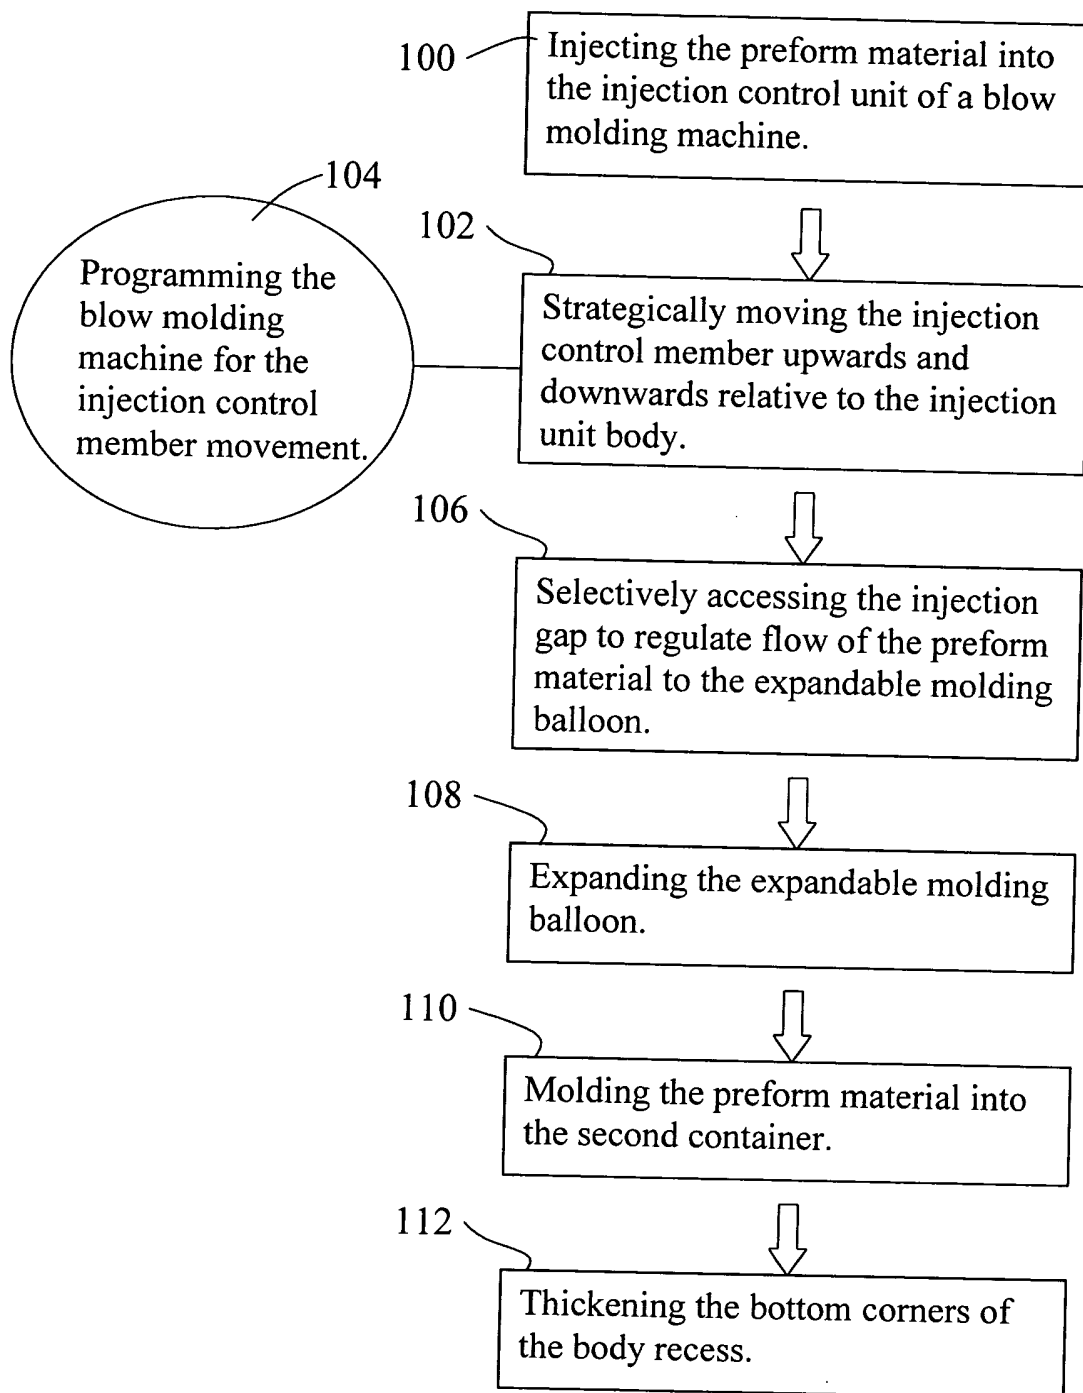 100
Injecting the preform material into
the injection control unit of a blow
molding machine.
104
Programming the
blow molding
machine for the
injection control
member movement.
102
Strategically moving the injection
control member upwards and
downwards relative to the injection
unit body.
106
Selectively accessing the injection
gap to regulate flow of the preform
material to the expandable molding
balloon.
108
Expanding the expandable molding
balloon.
110
Molding the preform material into
the second container.
112
Thickening the bottom corners of
the body recess.